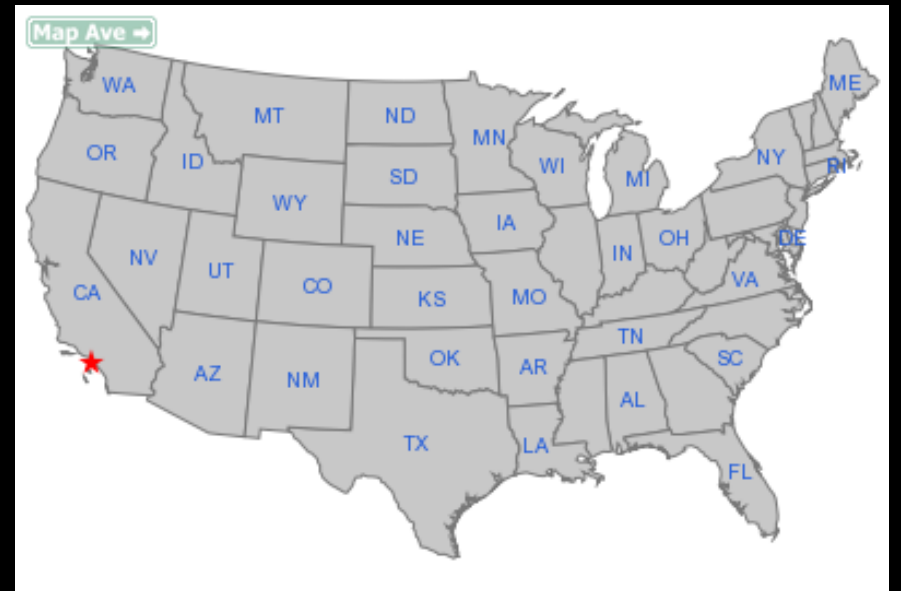 Map Ave ➡
WA
MT
ND
MN
ME
OR
ID
SD
WI
MI
NY
RI
WY
IA
NE
IN
OH
DE
NV
UT
CO
KS
MO
VA
CA
TN
AZ
NM
OK
AR
SC
AL
TX
LA
FL